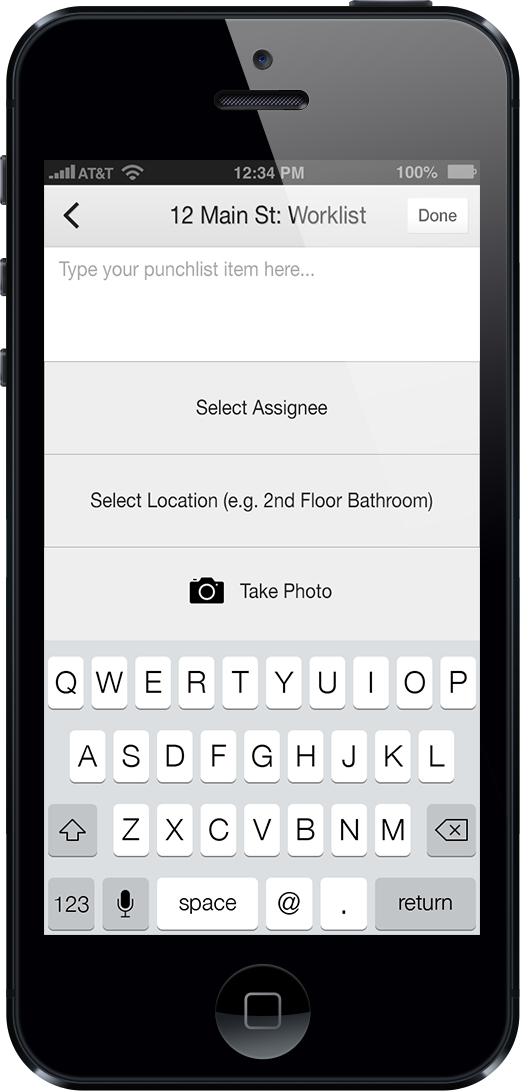 AT&T 12:34 PM 100%
12 Main St: Worklist Done
Type your punchlist item here...
Select Assignee
Select Location (e.g. 2nd Floor Bathroom)
Take Photo
Q W E R T Y U I O P
A S D F G H J K L
Z X C V B N M
123 space @ . return